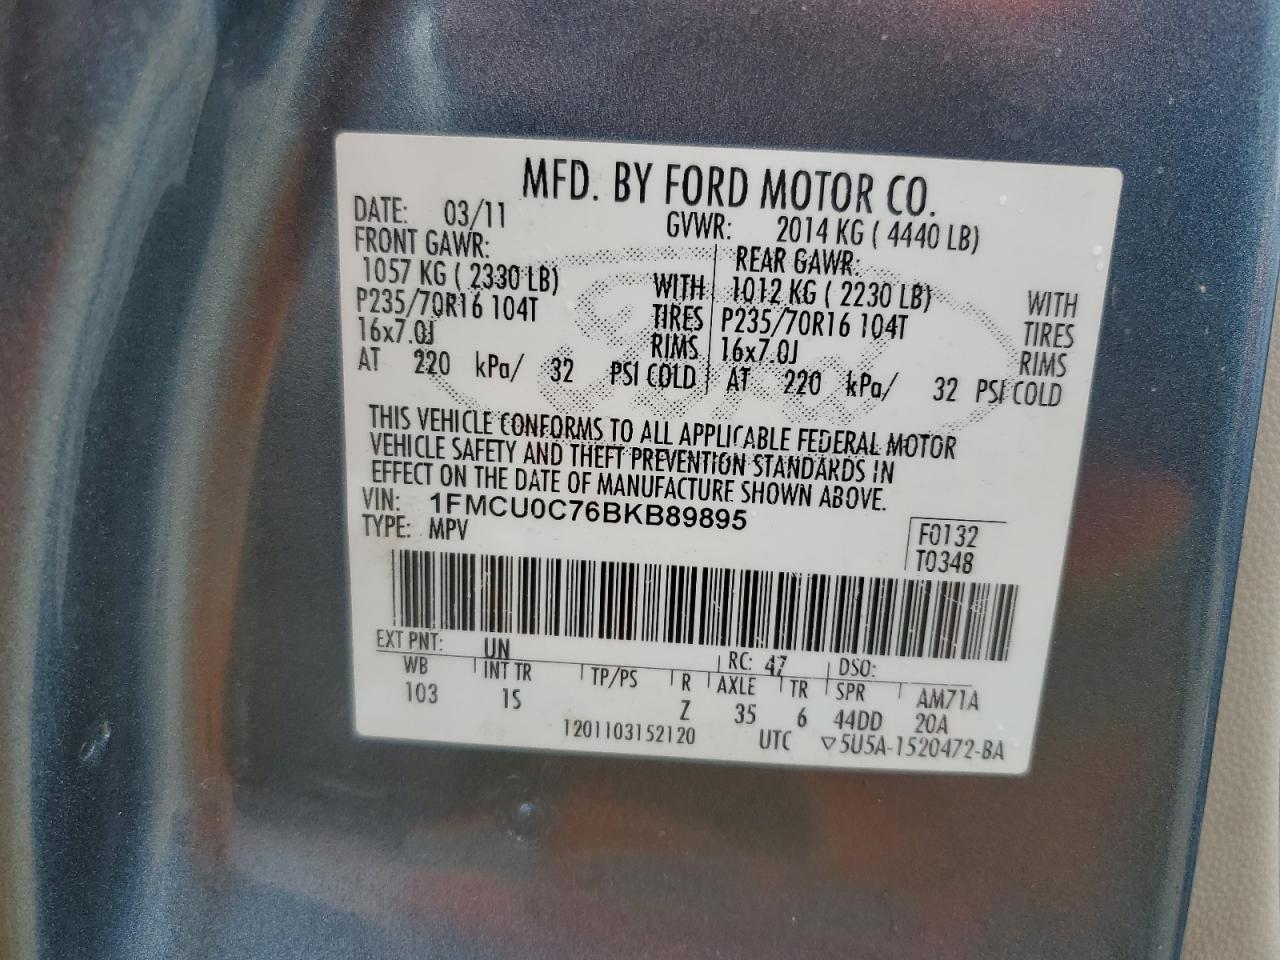 MFD. BY FORD MOTOR CO.
DATE: 03/11 GVWR: 2014 KG ( 4440 LB)
FRONT GAWR: REAR GAWR:
1057 KG ( 2330 LB) WITH 1012 KG ( 2230 LB) WITH
P235/70R16 104T TIRES P235/70R16 104T TIRES
16x7.0J RIMS 16x7.0J RIMS
AT 220 kPa/ 32 PSI COLD AT 220 kPa/ 32 PSI COLD
THIS VEHICLE CONFORMS TO ALL APPLICABLE FEDERAL MOTOR
VEHICLE SAFETY AND THEFT PREVENTION STANDARDS IN
EFFECT ON THE DATE OF MANUFACTURE SHOWN ABOVE.
VIN: 1FMCU0C76BKB89895
TYPE: MPV
F0132
T0348
EXT PNT: UN RC: 47 DSO:
WB INT TR TP/PS R AXLE TR SPR AM71A
103 IS Z 35 6 44DD 20A
1201103152120 UTC ▽5U5A-1520472-BA